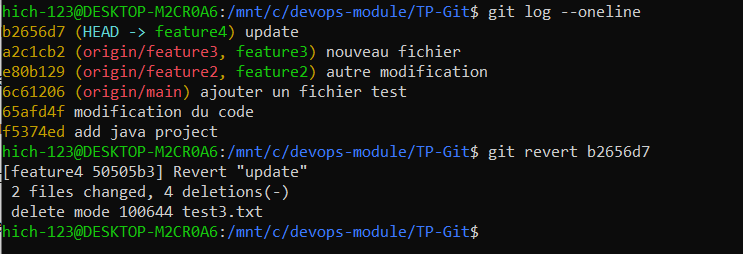 hich-123@DESKTOP-M2CR0A6:/mnt/c/devops-module/TP-Git$ git log --oneline
b2656d7 (HEAD -> feature4) update
a2c1cb2 (origin/feature3, feature3) nouveau fichier
e80b129 (origin/feature2, feature2) autre modification
6c61206 (origin/main) ajouter un fichier test
65afd4f modification du code
f5374ed add java project
hich-123@DESKTOP-M2CR0A6:/mnt/c/devops-module/TP-Git$ git revert b2656d7
[feature4 50505b3] Revert "update"
 2 files changed, 4 deletions(-)
 delete mode 100644 test3.txt
hich-123@DESKTOP-M2CR0A6:/mnt/c/devops-module/TP-Git$